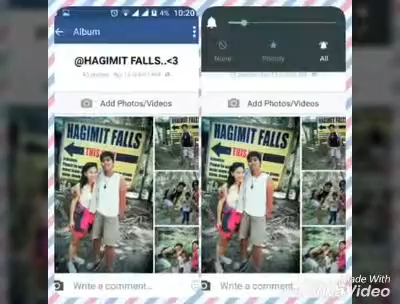 4% 10:20
Album
@HAGIMIT FALLS..<3
Add Photos/Videos
HAGIMIT FALLS
THIS
Write a comment...
None
Priority
All
Add Photos/Videos
HAGIMIT FALLS
THIS
Write a comment...
Made With
VivaVideo